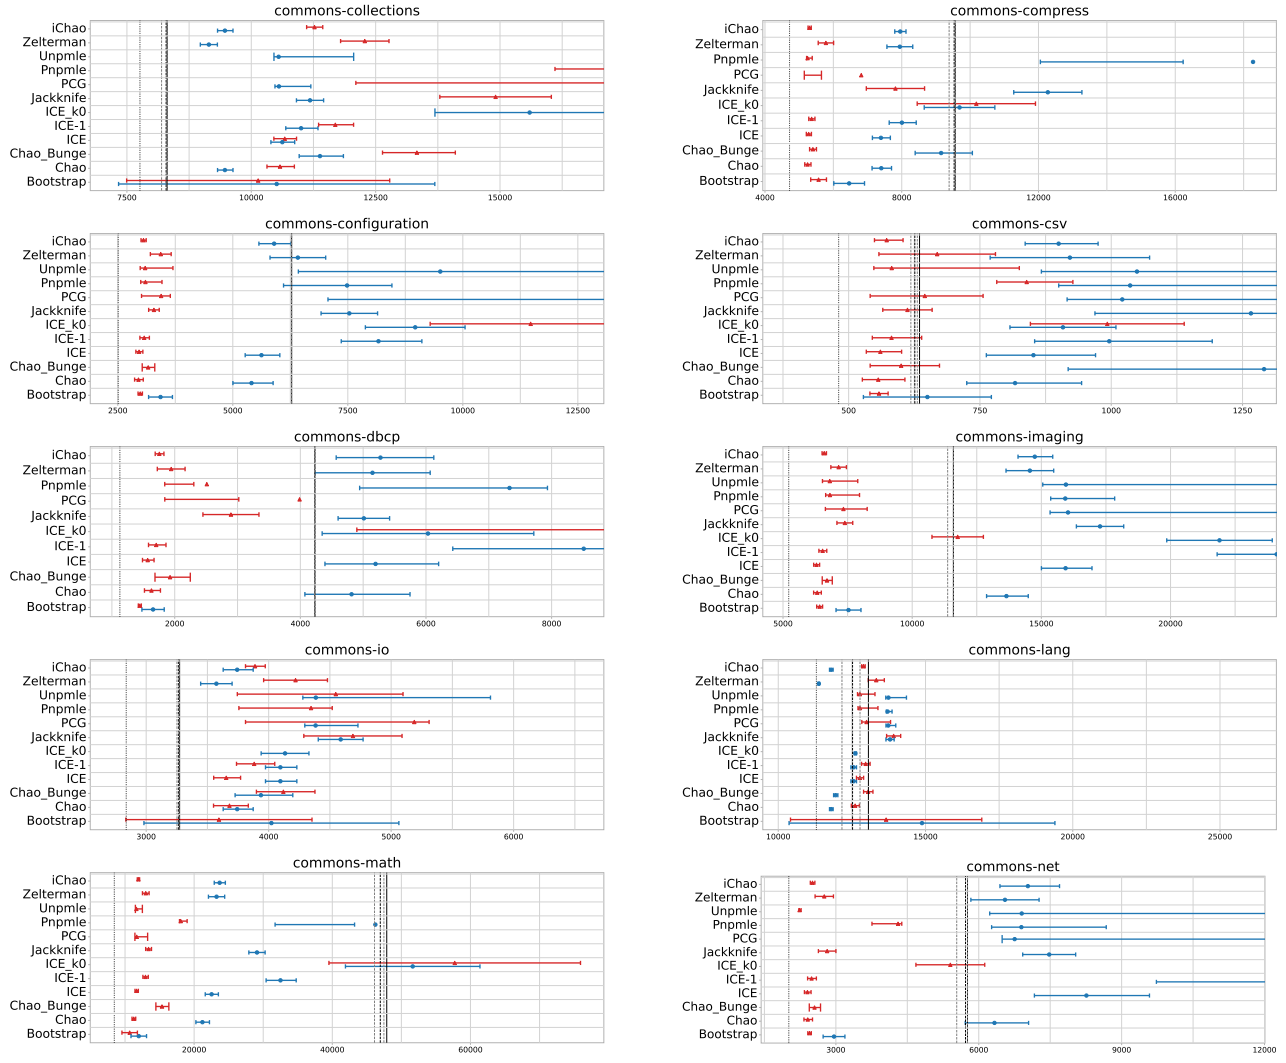 commons-collections
iChao
Zelterman
Unpmle
Pnpmle
PCG
Jackknife
ICE_k0
ICE-1
ICE
Chao_Bunge
Chao
Bootstrap
7500 10000 12500 15000
commons-compress
iChao
Zelterman
Pnpmle
PCG
Jackknife
ICE_k0
ICE-1
ICE
Chao_Bunge
Chao
Bootstrap
4000 8000 12000 16000
commons-configuration
iChao
Zelterman
Unpmle
Pnpmle
PCG
Jackknife
ICE_k0
ICE-1
ICE
Chao_Bunge
Chao
Bootstrap
2500 5000 7500 10000 12500
commons-csv
iChao
Zelterman
Unpmle
Pnpmle
PCG
Jackknife
ICE_k0
ICE-1
ICE
Chao_Bunge
Chao
Bootstrap
500 750 1000 1250
commons-dbcp
iChao
Zelterman
Pnpmle
PCG
Jackknife
ICE_k0
ICE-1
ICE
Chao_Bunge
Chao
Bootstrap
2000 4000 6000 8000
commons-imaging
iChao
Zelterman
Unpmle
Pnpmle
PCG
Jackknife
ICE_k0
ICE-1
ICE
Chao_Bunge
Chao
Bootstrap
5000 10000 15000 20000
commons-io
iChao
Zelterman
Unpmle
Pnpmle
PCG
Jackknife
ICE_k0
ICE-1
ICE
Chao_Bunge
Chao
Bootstrap
3000 4000 5000 6000
commons-lang
iChao
Zelterman
Unpmle
Pnpmle
PCG
Jackknife
ICE_k0
ICE-1
ICE
Chao_Bunge
Chao
Bootstrap
10000 15000 20000 25000
commons-math
iChao
Zelterman
Unpmle
Pnpmle
PCG
Jackknife
ICE_k0
ICE-1
ICE
Chao_Bunge
Chao
Bootstrap
20000 40000 60000
commons-net
iChao
Zelterman
Unpmle
Pnpmle
PCG
Jackknife
ICE_k0
ICE-1
ICE
Chao_Bunge
Chao
Bootstrap
3000 6000 9000 12000